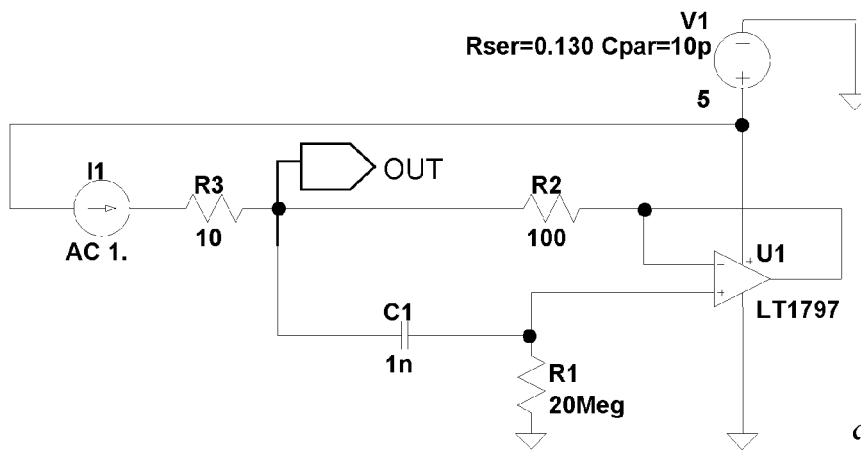 V1
Rser=0.130 Cpar=10p
5
I1
AC 1.
R3
10
OUT
R2
100
U1
LT1797
C1
1n
R1
20Meg